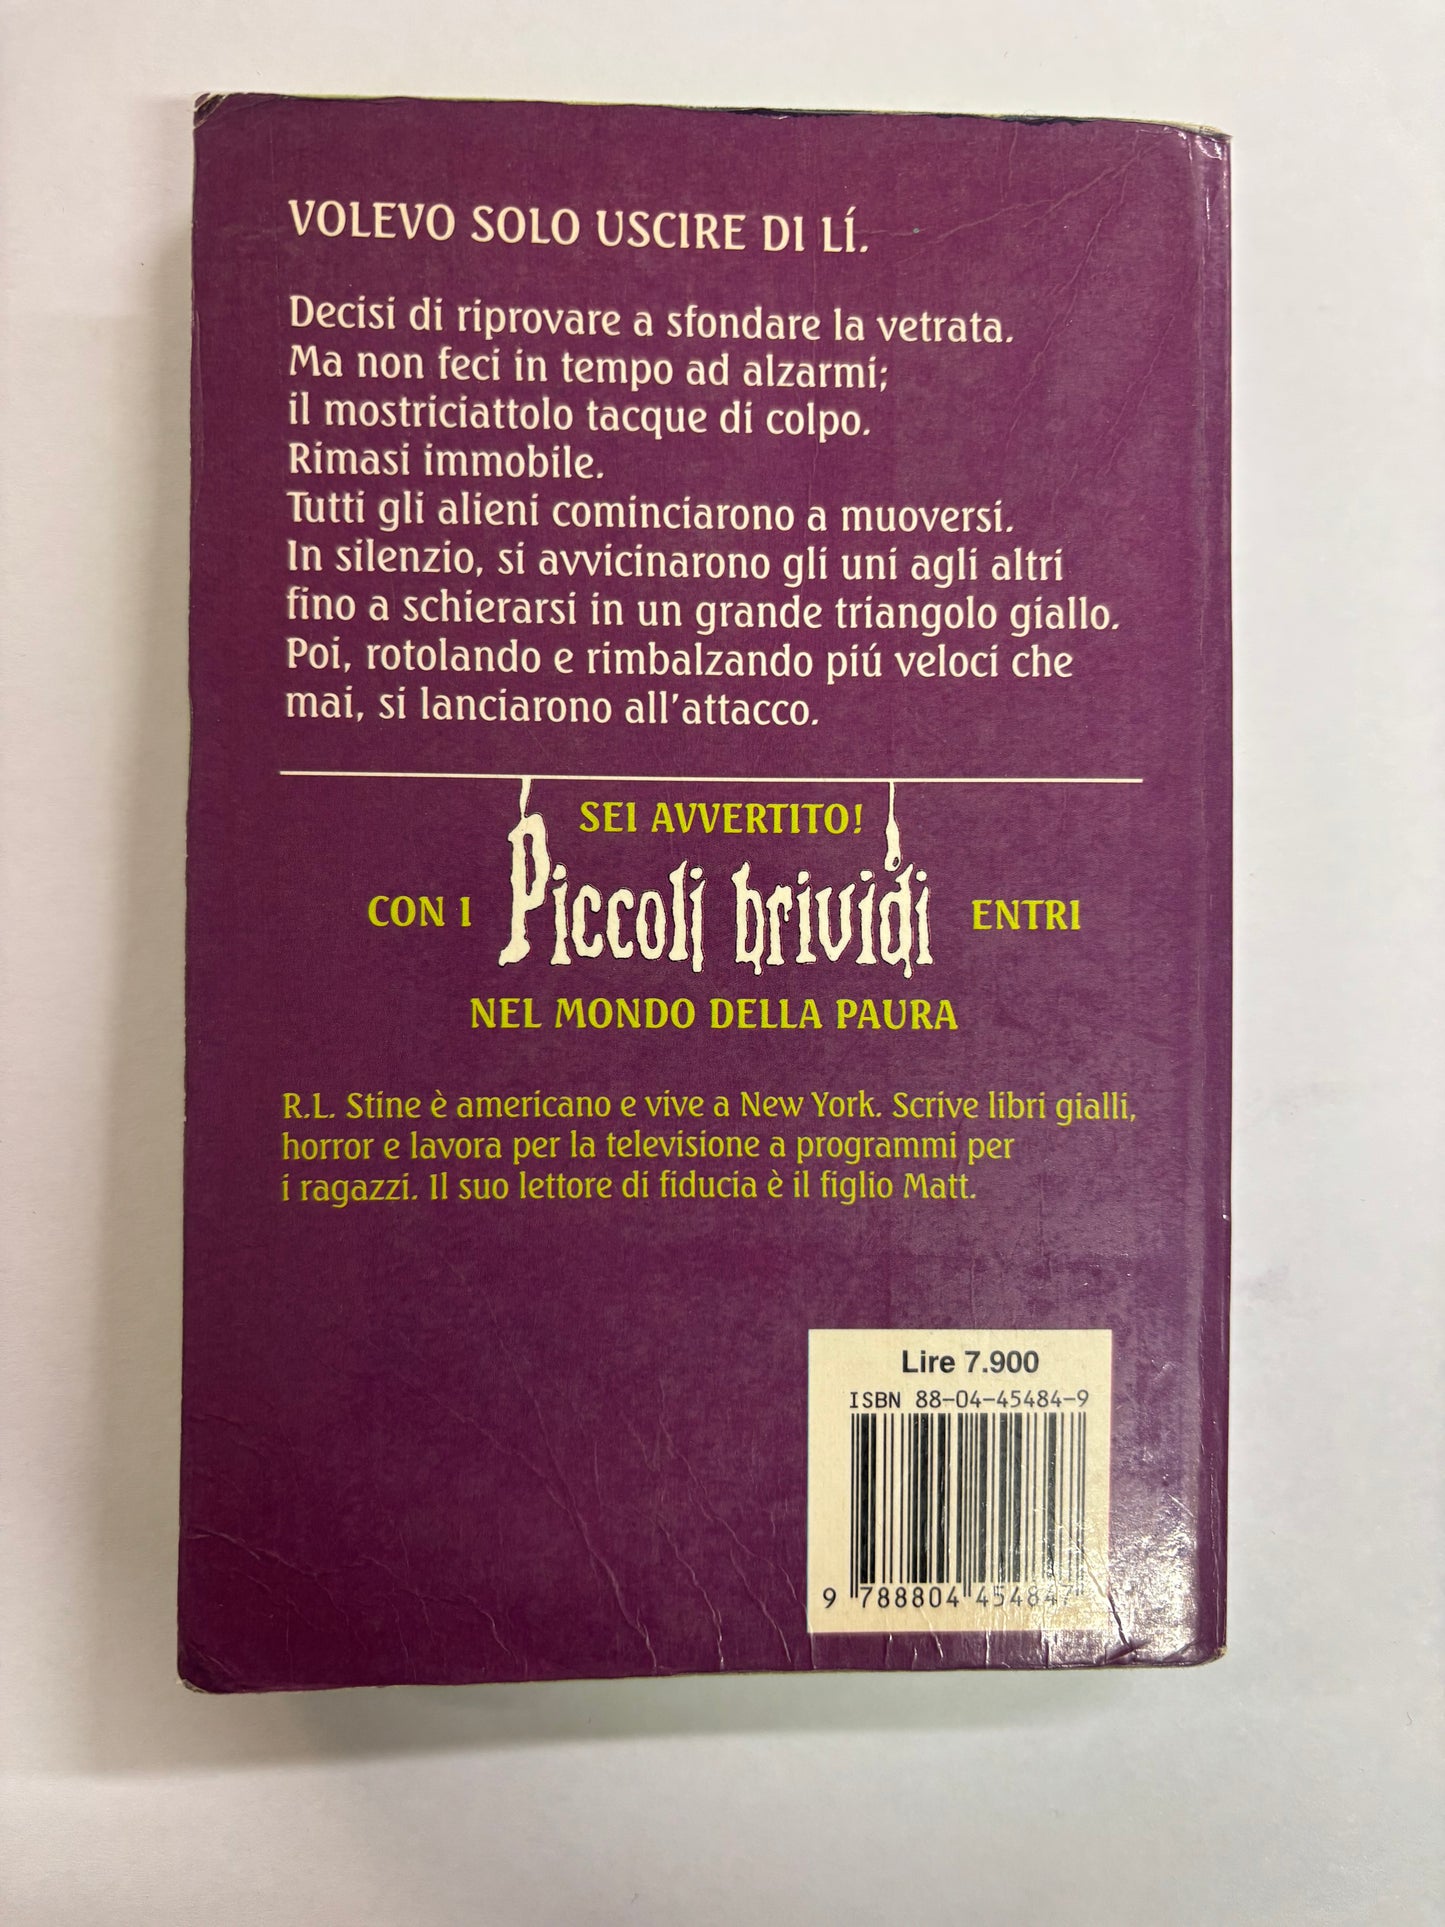 VOLEVO SOLO USCIRE DI LÍ.
Decisi di riprovare a sfondare la vetrata.
Ma non feci in tempo ad alzarmi;
il mostriciattolo tacque di colpo.
Rimasi immobile.
Tutti gli alieni cominciarono a muoversi.
In silenzio, si avvicinarono gli uni agli altri
fino a schierarsi in un grande triangolo giallo.
Poi, rotolando e rimbalzando piú veloci che
mai, si lanciarono all'attacco.
SEI AVVERTITO!
CON I Piccoli brividi ENTRI
NEL MONDO DELLA PAURA
R.L. Stine è americano e vive a New York. Scrive libri gialli,
horror e lavora per la televisione a programmi per
i ragazzi. Il suo lettore di fiducia è il figlio Matt.
Lire 7.900
ISBN 88-04-45484-9
9 788804 454847